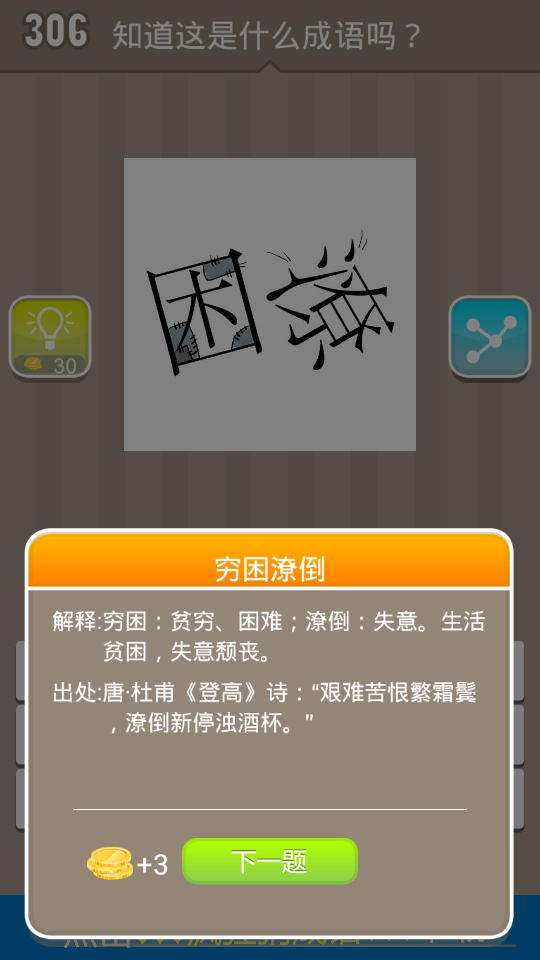 306 知道这是什么成语吗？
困 潦
30
穷困潦倒
解释:穷困：贫穷、困难；潦倒：失意。生活
贫困，失意颓丧。
出处:唐·杜甫《登高》诗：“艰难苦恨繁霜鬓
，潦倒新停浊酒杯。”
+3 下一题